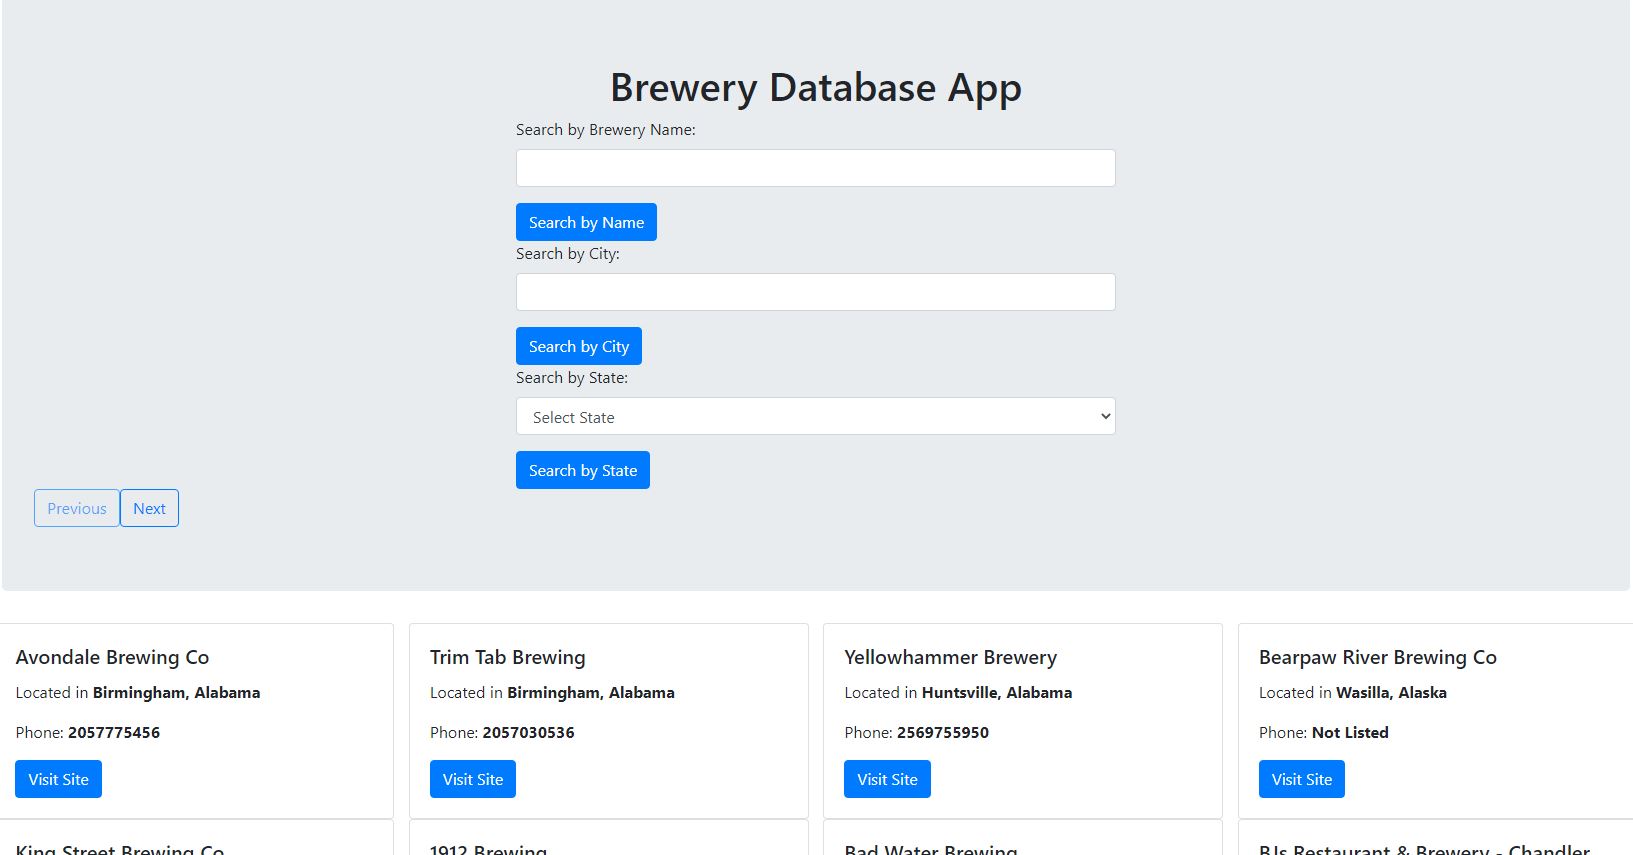 Brewery Database App
Search by Brewery Name:
Search by Name
Search by City:
Search by City
Search by State:
Select State
Search by State
Previous Next
Avondale Brewing Co
Located in Birmingham, Alabama
Phone: 2057775456
Visit Site
Trim Tab Brewing
Located in Birmingham, Alabama
Phone: 2057030536
Visit Site
Yellowhammer Brewery
Located in Huntsville, Alabama
Phone: 2569755950
Visit Site
Bearpaw River Brewing Co
Located in Wasilla, Alaska
Phone: Not Listed
Visit Site
King Street Brewing Co
1912 Brewing
Bad Water Brewing
BJs Restaurant & Brewery - Chandler